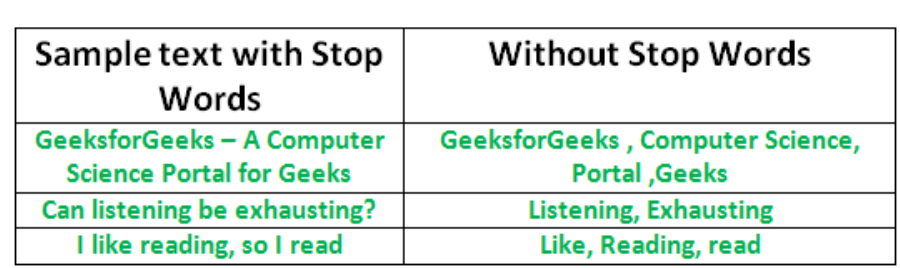 Sample text with Stop Words
Without Stop Words
GeeksforGeeks – A Computer Science Portal for Geeks
GeeksforGeeks , Computer Science, Portal ,Geeks
Can listening be exhausting?
Listening, Exhausting
I like reading, so I read
Like, Reading, read